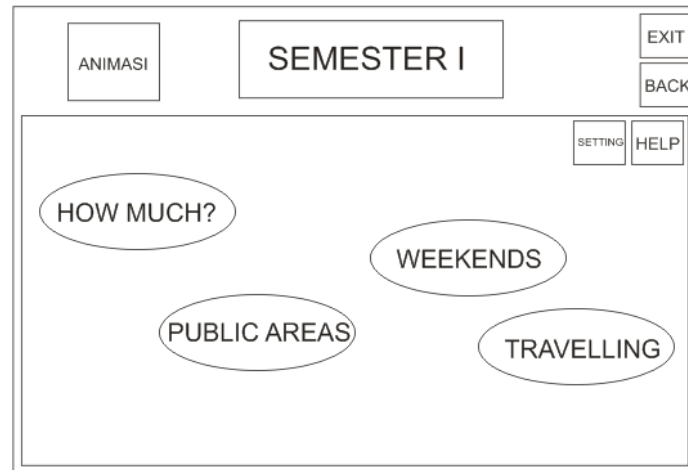 ANIMASI
SEMESTER I
EXIT
BACK
SETTING
HELP
HOW MUCH?
WEEKENDS
PUBLIC AREAS
TRAVELLING